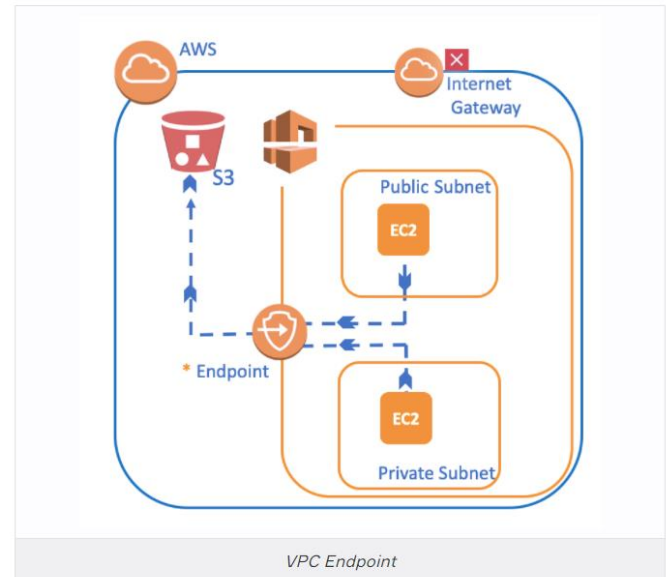 AWS
Internet
Gateway
S3
Public Subnet
EC2
* Endpoint
EC2
Private Subnet
VPC Endpoint